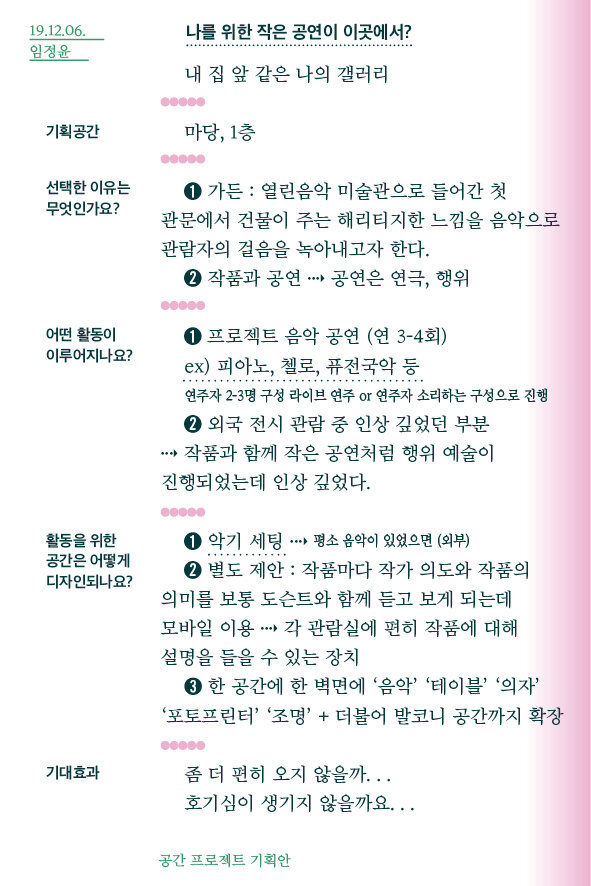 19.12.06.
임정윤
나를 위한 작은 공연이 이곳에서?
내 집 앞 같은 나의 갤러리
기획공간
마당, 1층
선택한 이유는
무엇인가요?
❶ 가든 : 열린음악 미술관으로 들어간 첫
관문에서 건물이 주는 해리티지한 느낌을 음악으로
관람자의 걸음을 녹아내고자 한다.
❷ 작품과 공연 ⇢ 공연은 연극, 행위
어떤 활동이
이루어지나요?
❶ 프로젝트 음악 공연 (연 3-4회)
ex) 피아노, 첼로, 퓨전국악 등
연주자 2-3명 구성 라이브 연주 or 연주자 소리하는 구성으로 진행
❷ 외국 전시 관람 중 인상 깊었던 부분
⇢ 작품과 함께 작은 공연처럼 행위 예술이
진행되었는데 인상 깊었다.
활동을 위한
공간은 어떻게
디자인되나요?
❶ 악기 세팅 ⇢ 평소 음악이 있었으면 (외부)
❷ 별도 제안 : 작품마다 작가 의도와 작품의
의미를 보통 도슨트와 함께 듣고 보게 되는데
모바일 이용 ⇢ 각 관람실에 편히 작품에 대해
설명을 들을 수 있는 장치
❸ 한 공간에 한 벽면에 ‘음악’ ‘테이블’ ‘의자’
‘포토프린터’ ‘조명’ + 더불어 발코니 공간까지 확장
기대효과
좀 더 편히 오지 않을까. . .
호기심이 생기지 않을까요. . .
공간 프로젝트 기획안